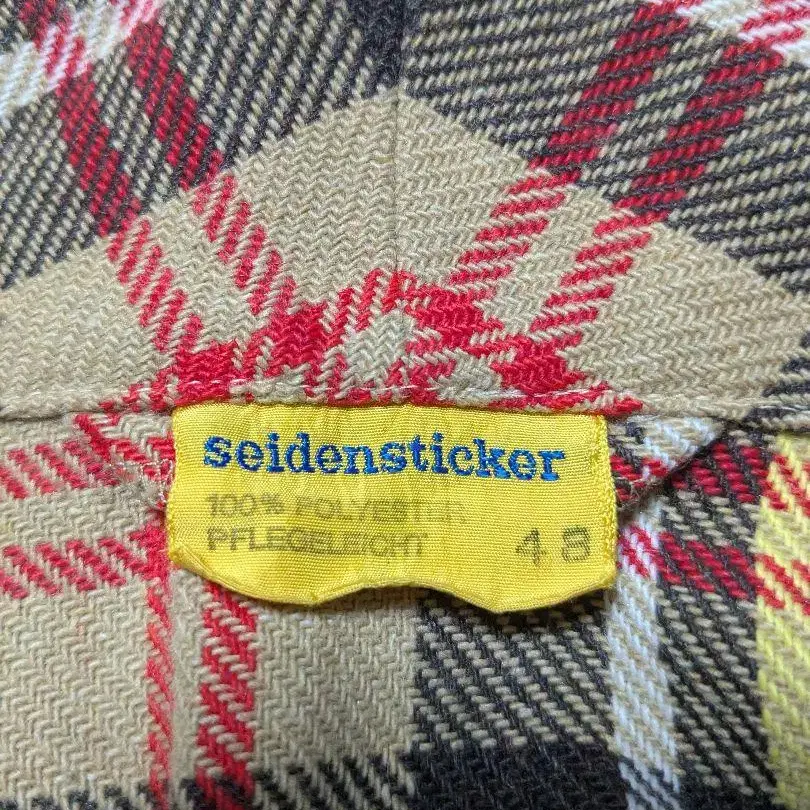 seidensticker
100% POLYESTER
PFLEGELEICHT 48